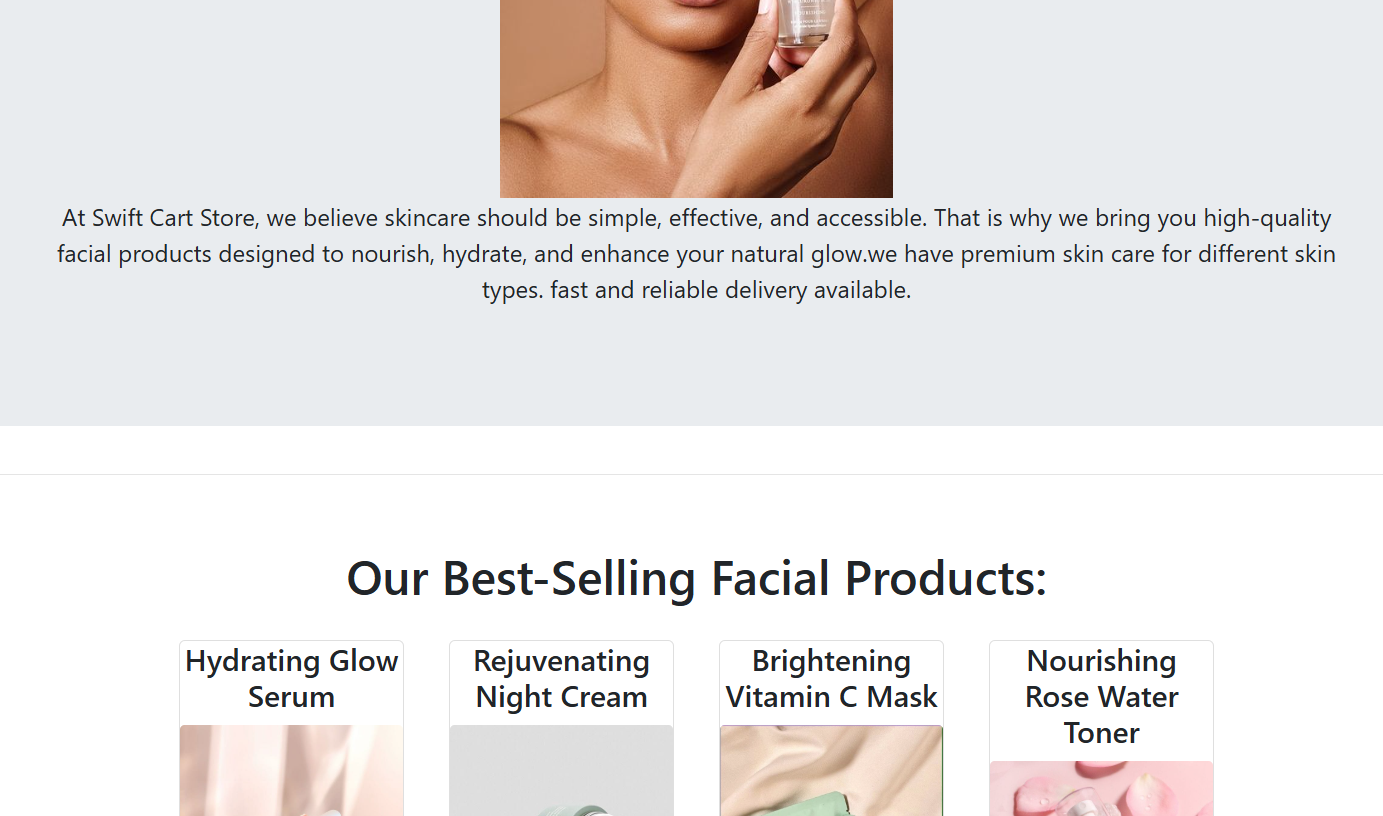 At Swift Cart Store, we believe skincare should be simple, effective, and accessible. That is why we bring you high-quality
facial products designed to nourish, hydrate, and enhance your natural glow.we have premium skin care for different skin
types. fast and reliable delivery available.
Our Best-Selling Facial Products:
Hydrating Glow
Serum
Rejuvenating
Night Cream
Brightening
Vitamin C Mask
Nourishing
Rose Water
Toner